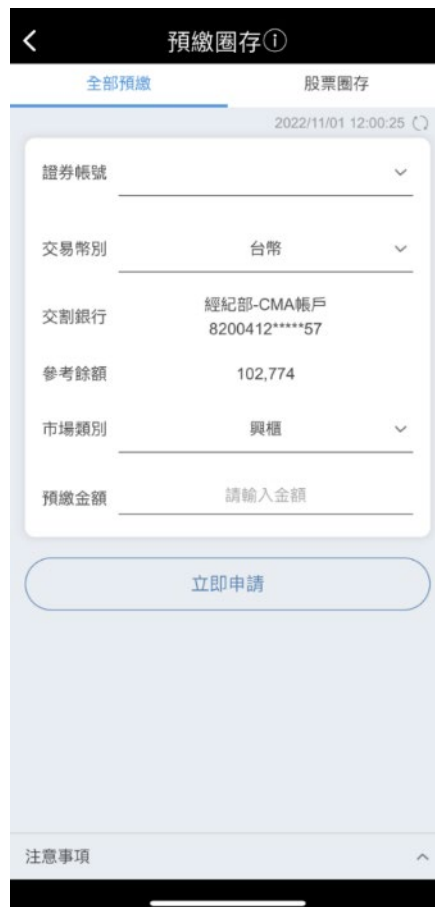 預繳圈存ⓘ
全部預繳
股票圈存
2022/11/01 12:00:25
證券帳號
交易幣別
台幣
交割銀行
經紀部-CMA帳戶
8200412*****57
參考餘額
102,774
市場類別
興櫃
預繳金額
請輸入金額
立即申請
注意事項